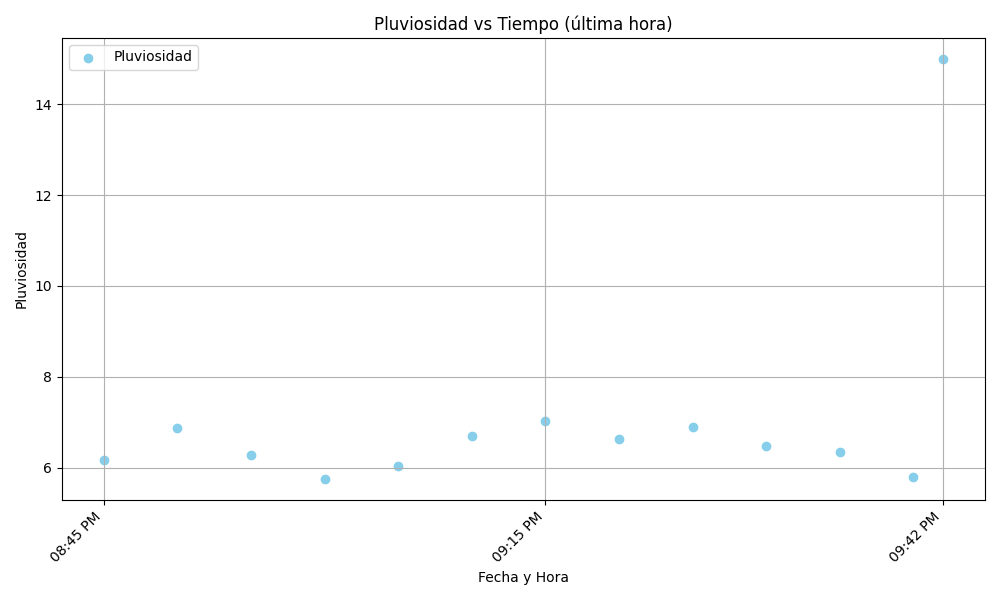 Pluviosidad vs Tiempo (última hora)
Pluviosidad
14
12
10
8
6
Pluviosidad
08:45 PM
09:15 PM
09:42 PM
Fecha y Hora